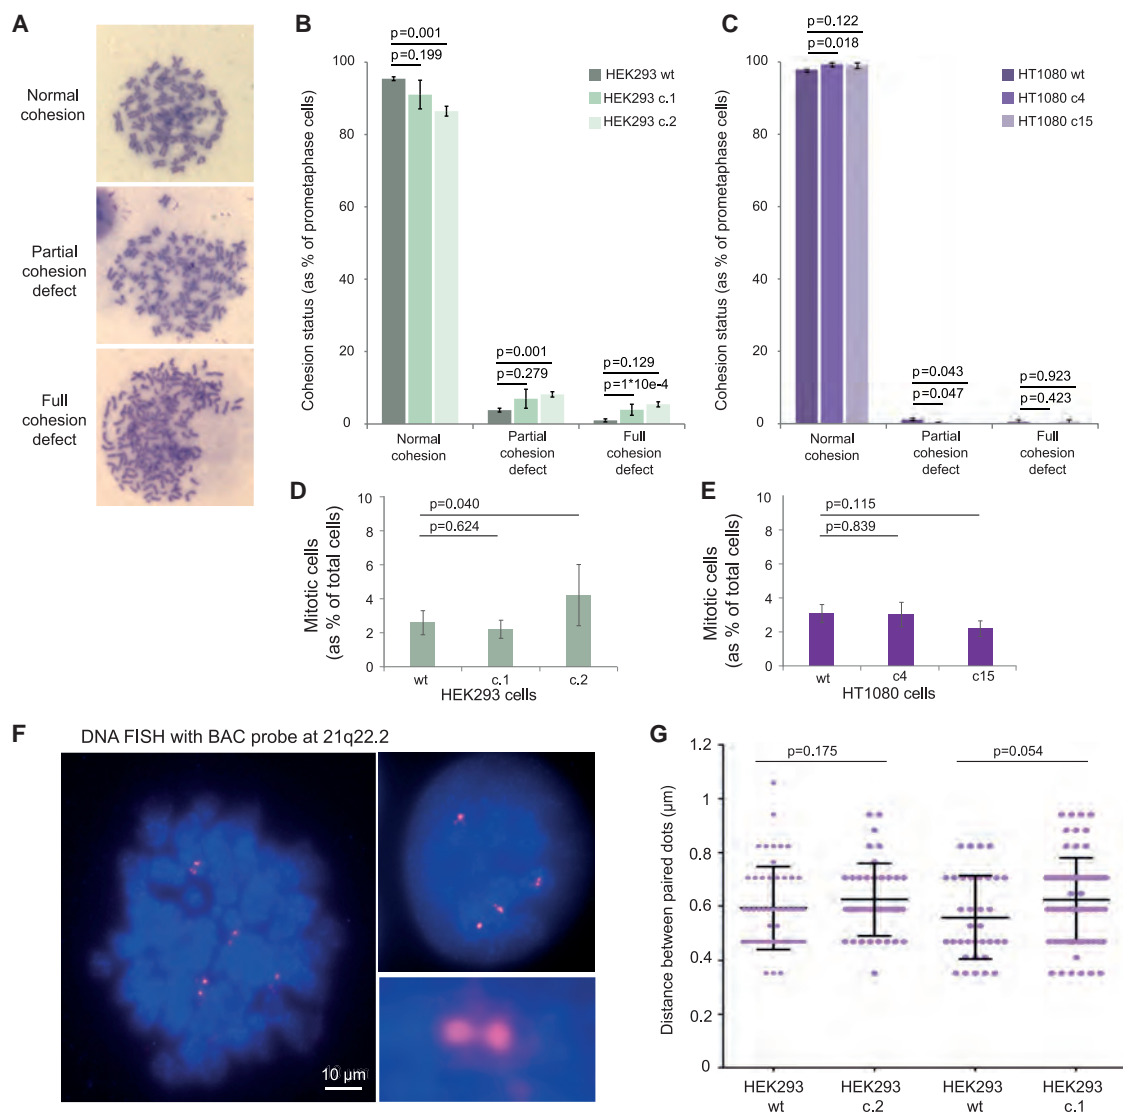 A
Normal
cohesion
Partial
cohesion
defect
Full
cohesion
defect
B
p=0.001
p=0.199
HEK293 wt
HEK293 c.1
HEK293 c.2
Cohesion status (as % of prometaphase cells)
100
80
60
40
20
0
p=0.001
p=0.279
p=0.129
p=1*10e-4
Normal
cohesion
Partial
cohesion
defect
Full
cohesion
defect
C
p=0.122
p=0.018
HT1080 wt
HT1080 c4
HT1080 c15
Cohesion status (as % of prometaphase cells)
100
80
60
40
20
0
p=0.043
p=0.047
p=0.923
p=0.423
Normal
cohesion
Partial
cohesion defect
Full
cohesion defect
D
p=0.040
p=0.624
Mitotic cells
(as % of total cells)
10
8
6
4
2
0
wt
c.1
c.2
HEK293 cells
E
p=0.115
p=0.839
Mitotic cells
(as % of total cells)
10
8
6
4
2
0
wt
c4
c15
HT1080 cells
F
DNA FISH with BAC probe at 21q22.2
10 µm
G
p=0.175
p=0.054
Distance between paired dots (µm)
1.2
1
0.8
0.6
0.4
0.2
0
HEK293
wt
HEK293
c.2
HEK293
wt
HEK293
c.1